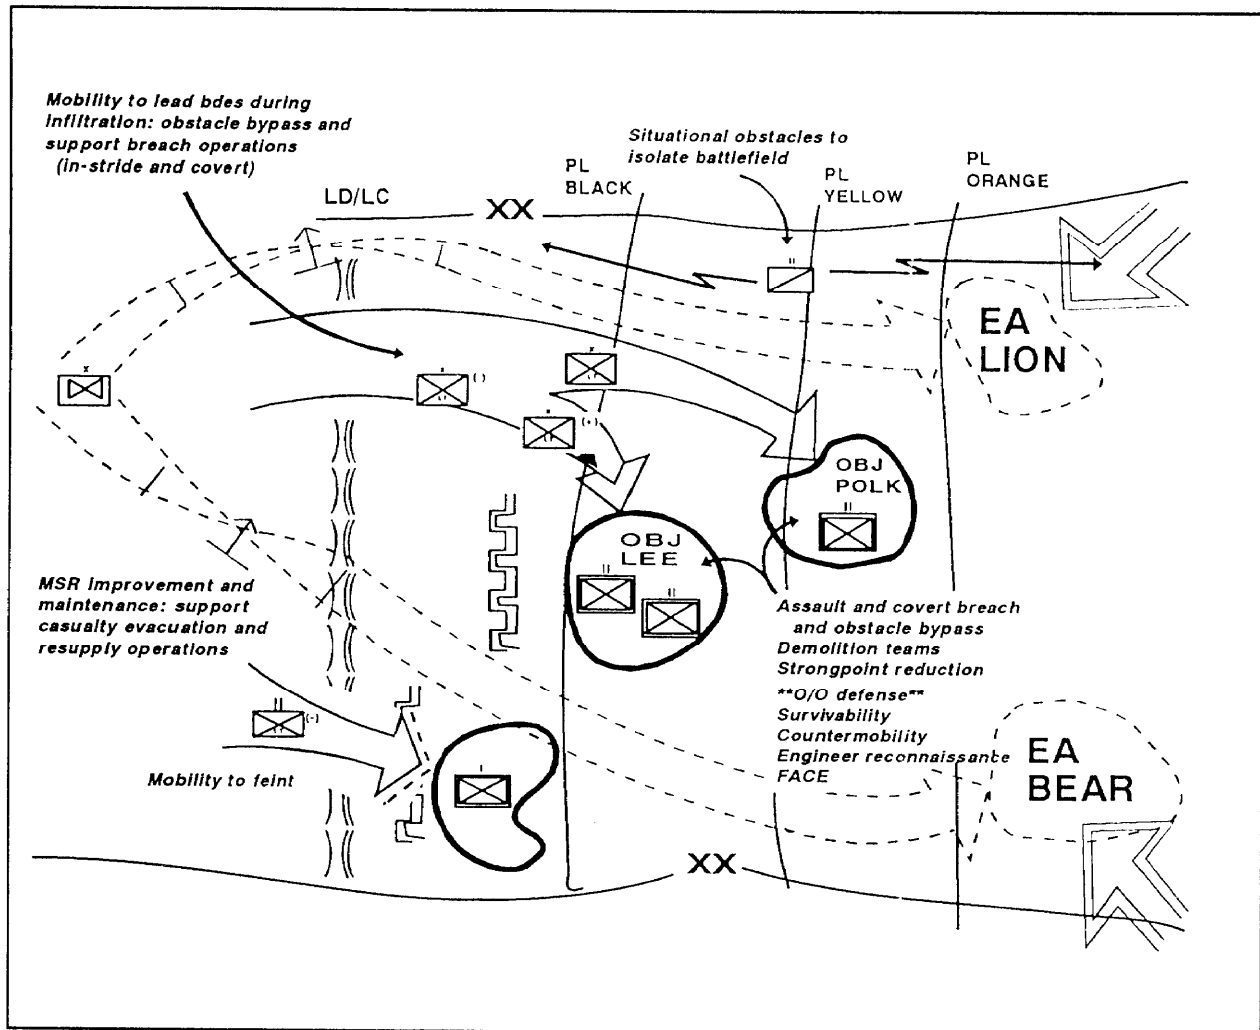 Mobility to lead bdes during
infiltration: obstacle bypass and
support breach operations
(in-stride and covert)
Situational obstacles to
isolate battlefield
PL
BLACK
PL
YELLOW
PL
ORANGE
LD/LC
XX
EA
LION
OBJ
POLK
OBJ
LEE
MSR improvement and
maintenance: support
casualty evacuation and
resupply operations
Mobility to feint
Assault and covert breach
and obstacle bypass
Demolition teams
Strongpoint reduction
**O/O defense**
Survivability
Countermobility
Engineer reconnaissance
FACE
EA
BEAR
XX